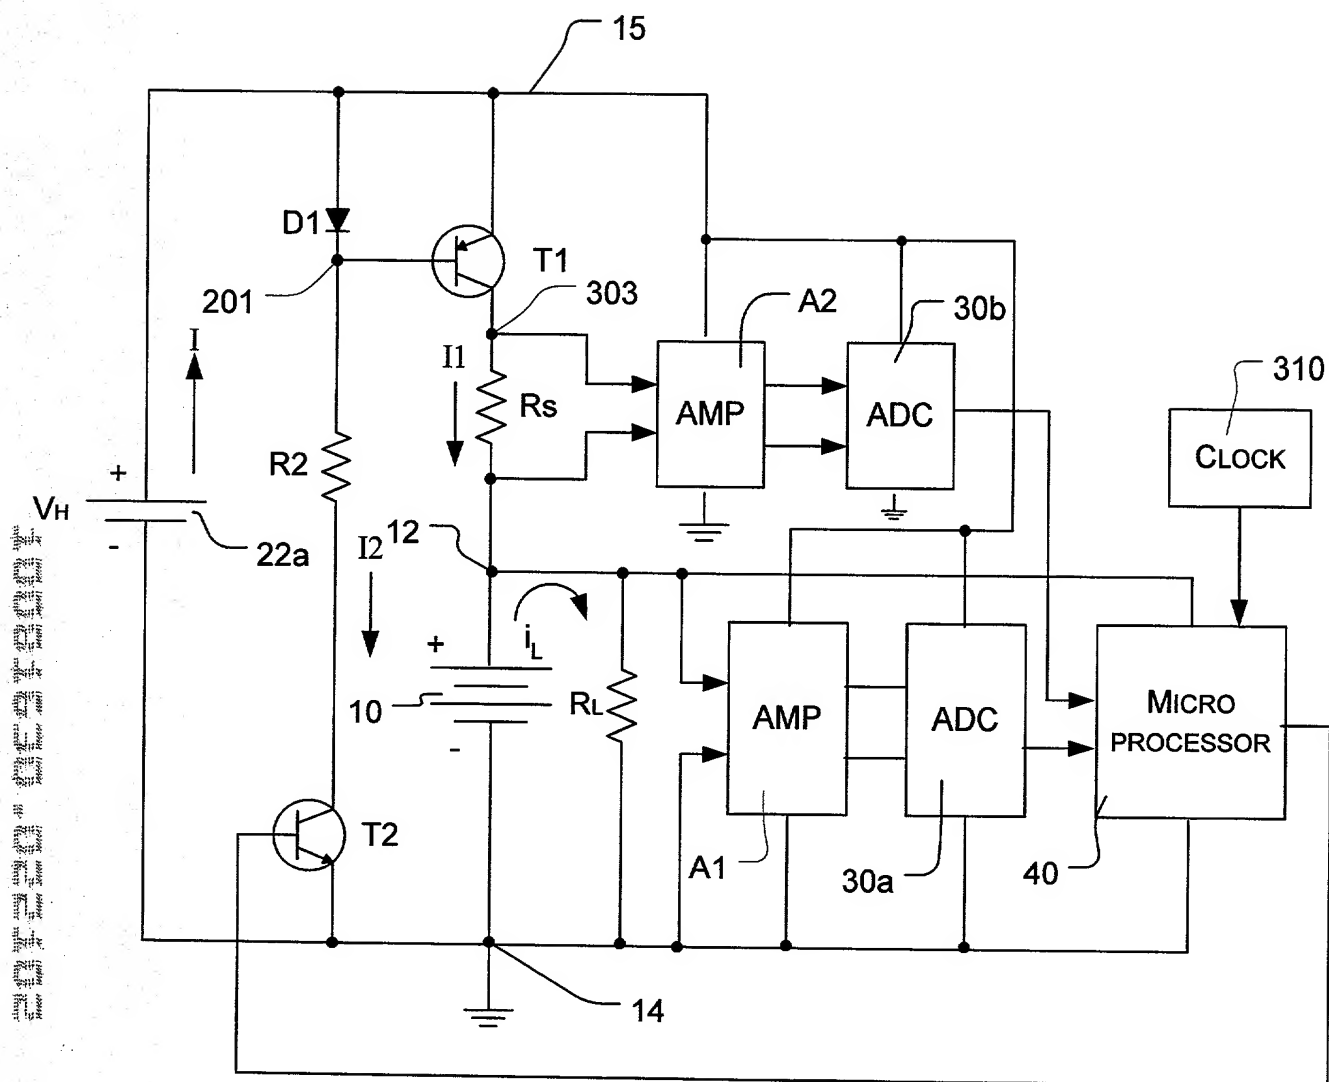 15
D1
T1
201
303
A2
30b
I
I1
310
Rs
AMP
ADC
CLOCK
R2
+
VH
-
22a
I2
12
iL
+
10
RL
-
AMP
ADC
MICRO
PROCESSOR
T2
A1
30a
40
14